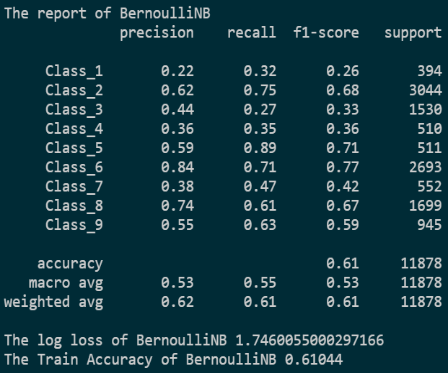 The report of BernoulliNB
precision recall f1-score support
Class_1 0.22 0.32 0.26 394
Class_2 0.62 0.75 0.68 3044
Class_3 0.44 0.27 0.33 1530
Class_4 0.36 0.35 0.36 510
Class_5 0.59 0.89 0.71 511
Class_6 0.84 0.71 0.77 2693
Class_7 0.38 0.47 0.42 552
Class_8 0.74 0.61 0.67 1699
Class_9 0.55 0.63 0.59 945
accuracy 0.61 11878
macro avg 0.53 0.55 0.53 11878
weighted avg 0.62 0.61 0.61 11878
The log loss of BernoulliNB 1.7460055000297166
The Train Accuracy of BernoulliNB 0.61044